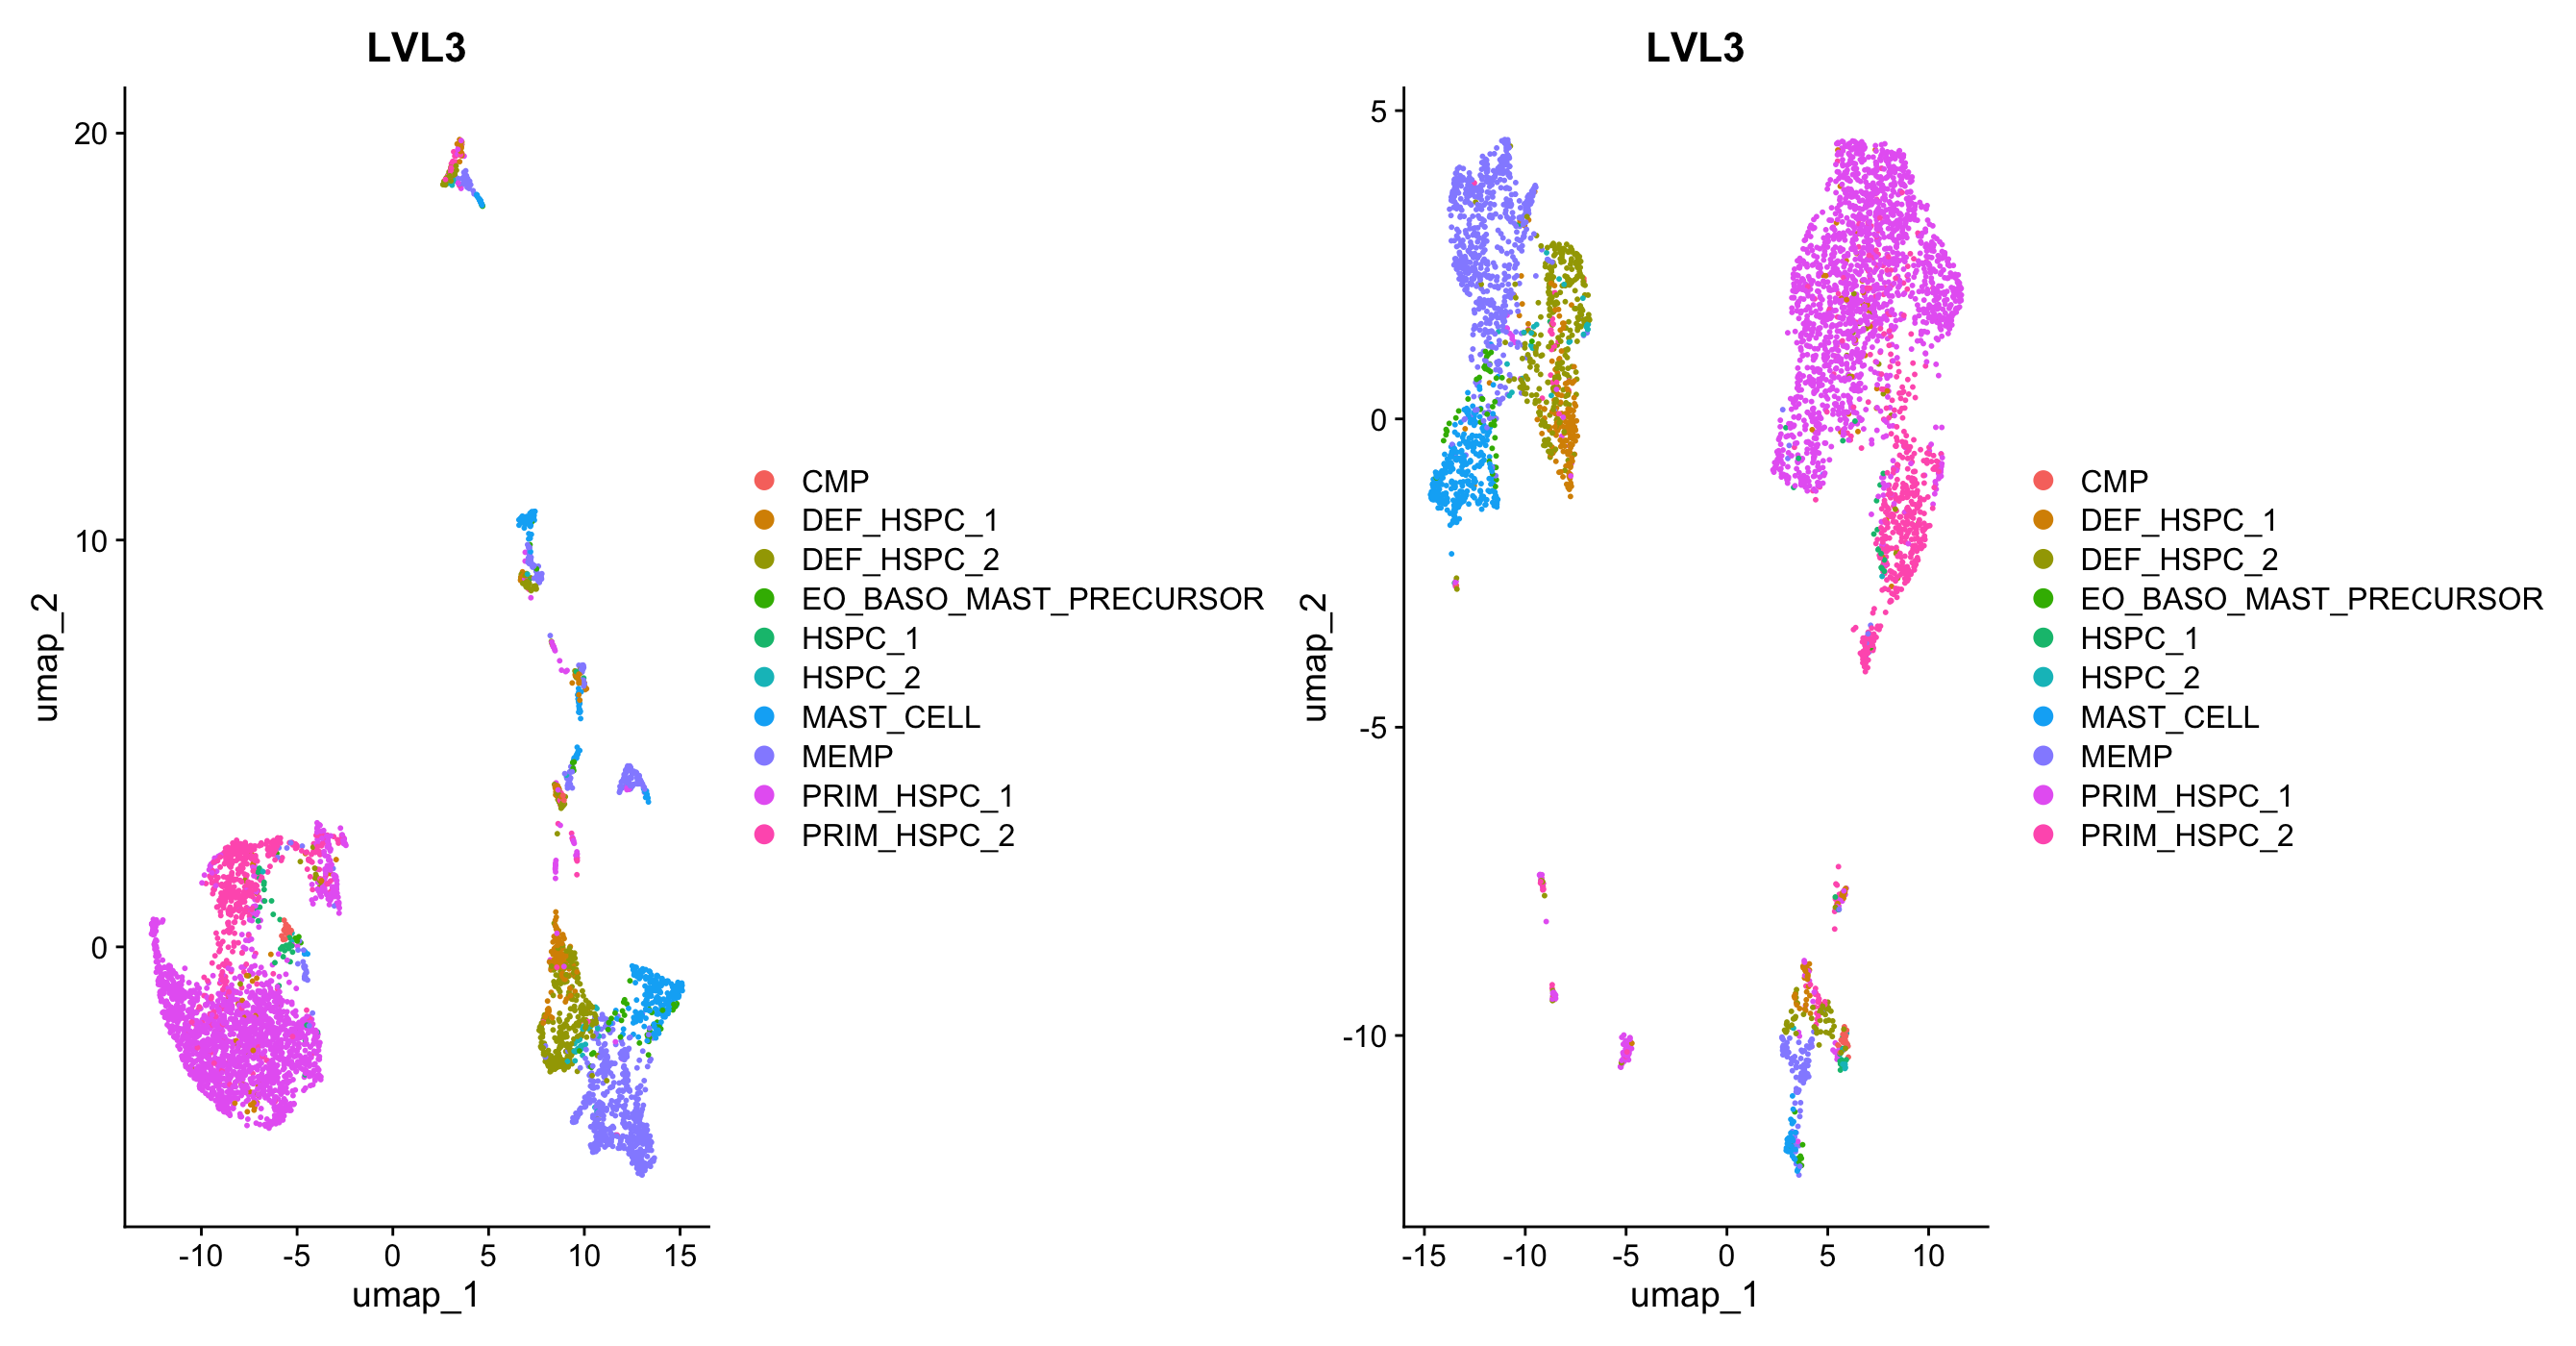 LVL3
20
10
0
umap_2
-10
-5
0
5
10
15
umap_1
CMP
DEF_HSPC_1
DEF_HSPC_2
EO_BASO_MAST_PRECURSOR
HSPC_1
HSPC_2
MAST_CELL
MEMP
PRIM_HSPC_1
PRIM_HSPC_2
LVL3
5
0
-5
-10
umap_2
-15
-10
-5
0
5
10
umap_1
CMP
DEF_HSPC_1
DEF_HSPC_2
EO_BASO_MAST_PRECURSOR
HSPC_1
HSPC_2
MAST_CELL
MEMP
PRIM_HSPC_1
PRIM_HSPC_2